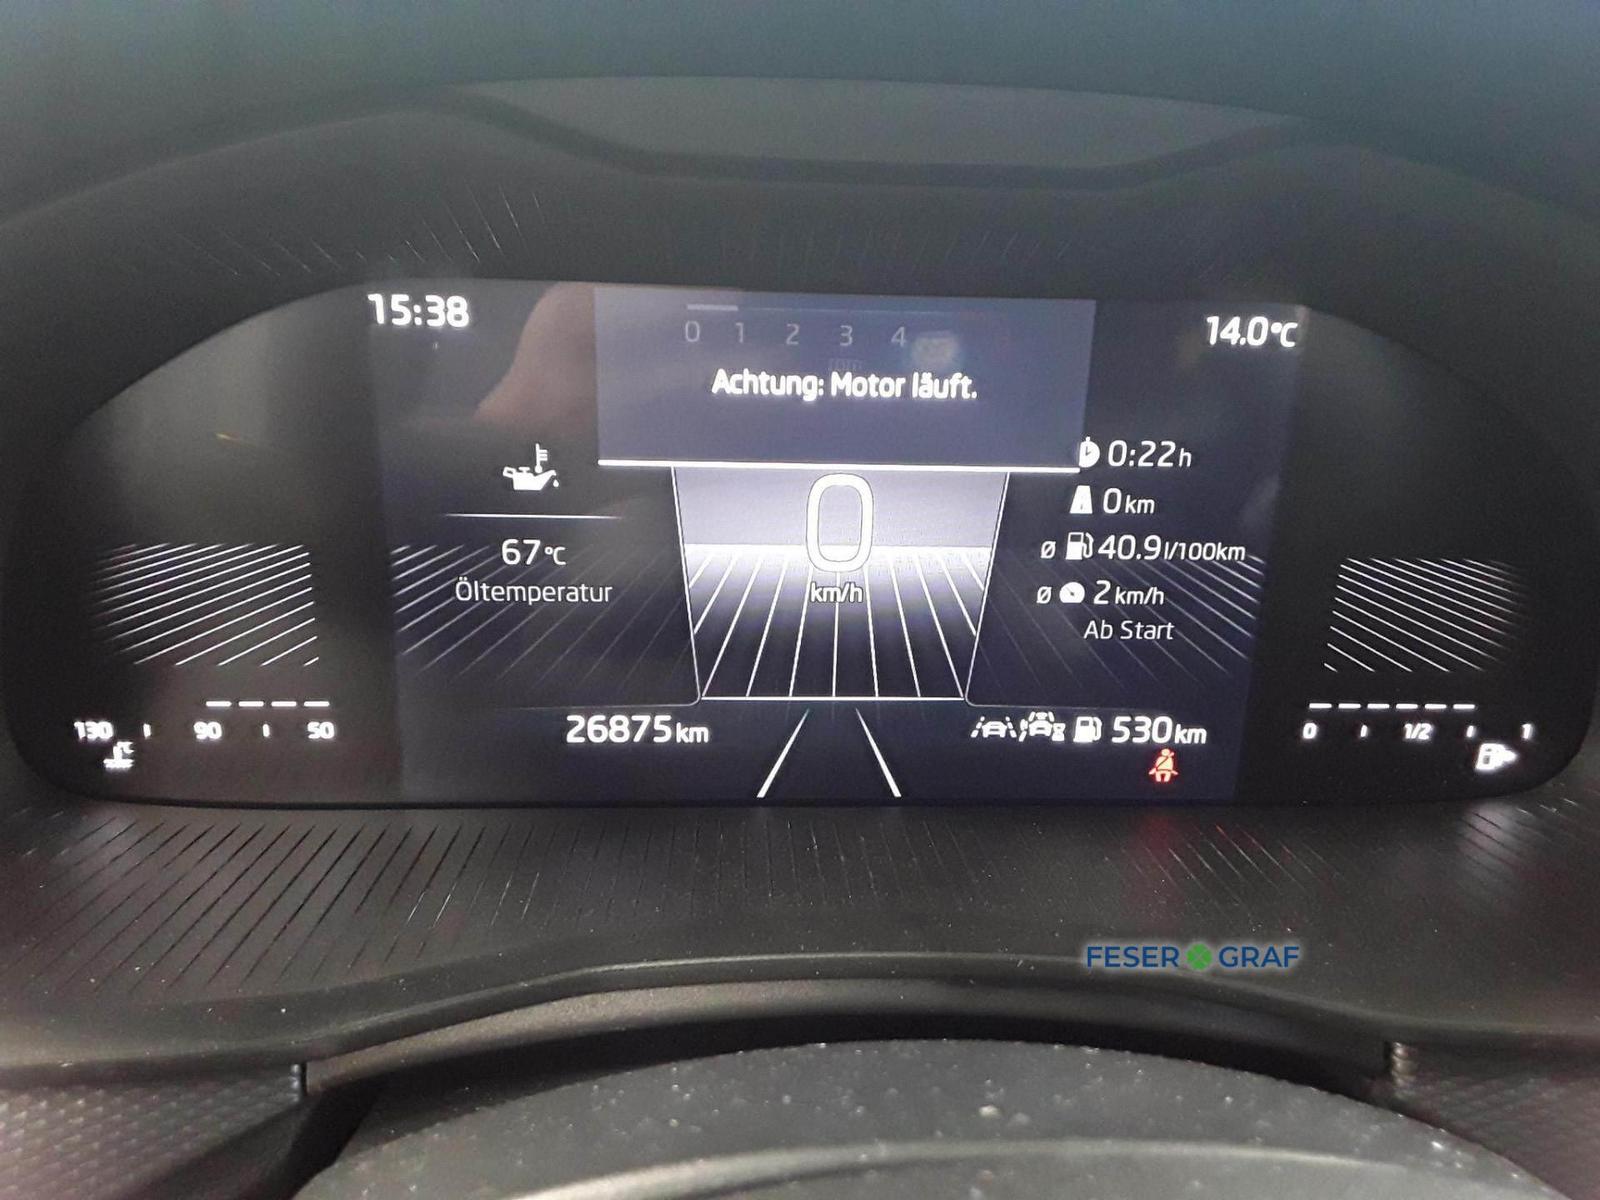 15:38
14.0°C
0 1 2 3 4
Achtung: Motor läuft.
0:22h
0km
0
km/h
67°C
Öltemperatur
ø 40.9l/100km
ø 2km/h
Ab Start
130 90 50
26875km
530km
0 1/2 1
FESER GRAF